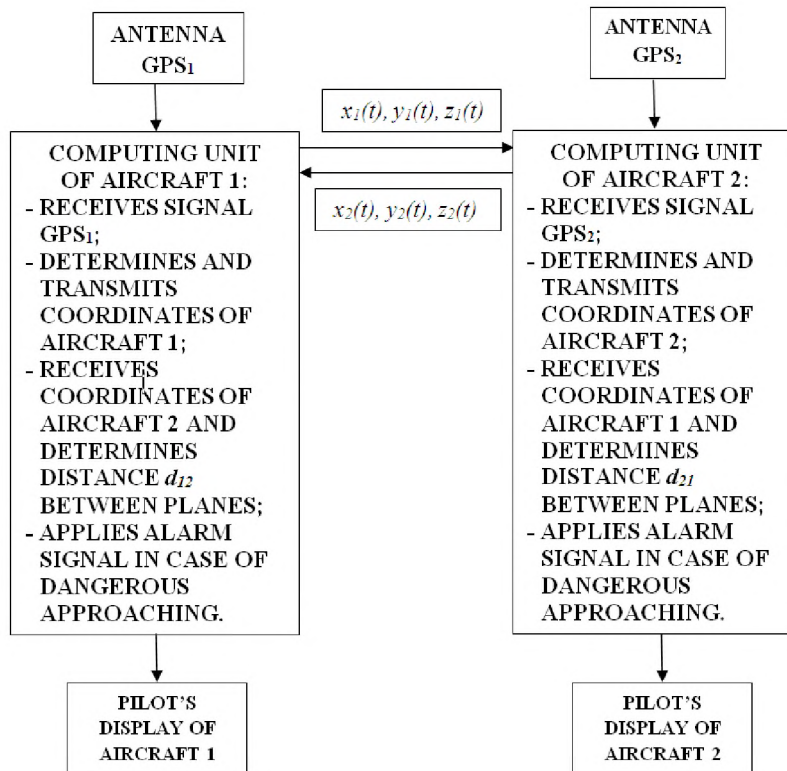 ANTENNA
GPS₁
ANTENNA
GPS₂
x₁(t), y₁(t), z₁(t)
x₂(t), y₂(t), z₂(t)
COMPUTING UNIT
OF AIRCRAFT 1:
- RECEIVES SIGNAL
GPS₁;
- DETERMINES AND
TRANSMITS
COORDINATES OF
AIRCRAFT 1;
- RECEIVES
COORDINATES OF
AIRCRAFT 2 AND
DETERMINES
DISTANCE d₁₂
BETWEEN PLANES;
- APPLIES ALARM
SIGNAL IN CASE OF
DANGEROUS
APPROACHING.
COMPUTING UNIT
OF AIRCRAFT 2:
- RECEIVES SIGNAL
GPS₂;
- DETERMINES AND
TRANSMITS
COORDINATES OF
AIRCRAFT 2;
- RECEIVES
COORDINATES OF
AIRCRAFT 1 AND
DETERMINES
DISTANCE d₂₁
BETWEEN PLANES;
- APPLIES ALARM
SIGNAL IN CASE OF
DANGEROUS
APPROACHING.
PILOT'S
DISPLAY OF
AIRCRAFT 1
PILOT'S
DISPLAY OF
AIRCRAFT 2